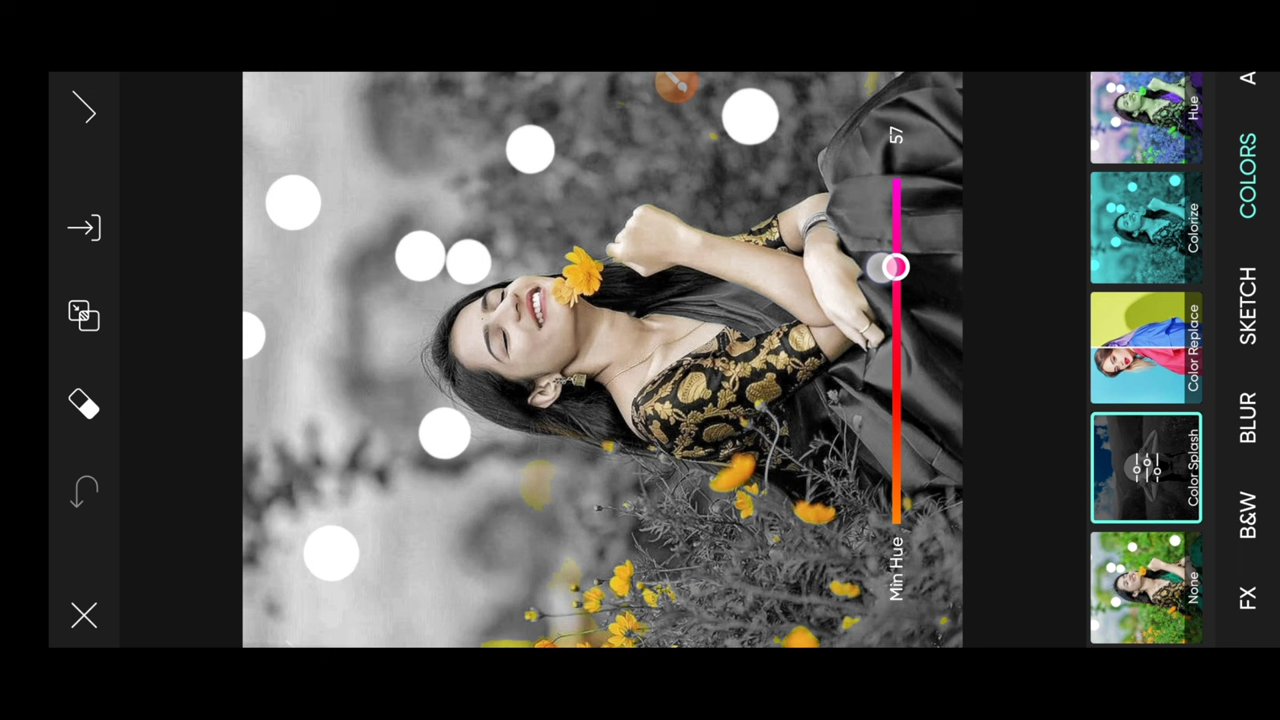 57
Min Hue
None
Color Splash
Color Replace
Colorize
Hue
FX
B&W
BLUR
SKETCH
COLORS
A